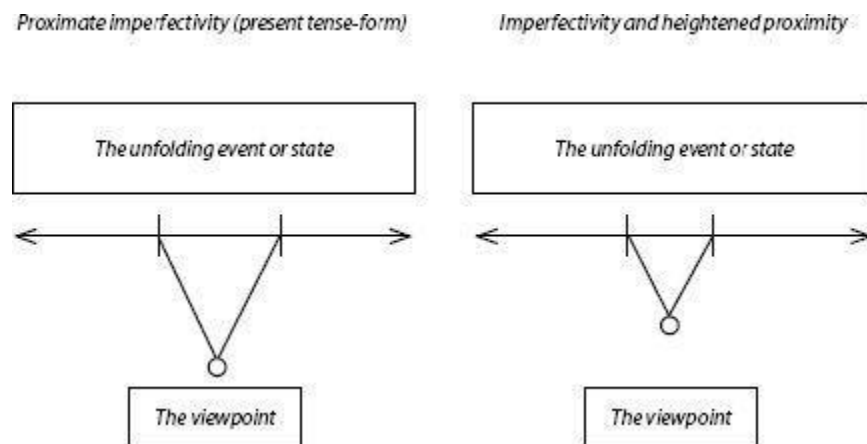 Proximate imperfectivity (present tense-form)
Imperfectivity and heightened proximity
The unfolding event or state
The unfolding event or state
The viewpoint
The viewpoint